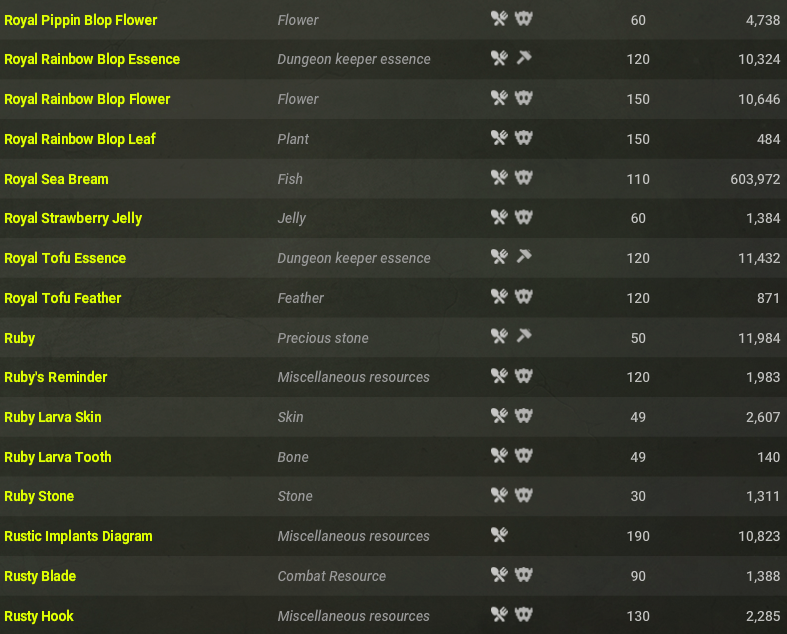 Royal Pippin Blop Flower Flower 60 4,738
Royal Rainbow Blop Essence Dungeon keeper essence 120 10,324
Royal Rainbow Blop Flower Flower 150 10,646
Royal Rainbow Blop Leaf Plant 150 484
Royal Sea Bream Fish 110 603,972
Royal Strawberry Jelly Jelly 60 1,384
Royal Tofu Essence Dungeon keeper essence 120 11,432
Royal Tofu Feather Feather 120 871
Ruby Precious stone 50 11,984
Ruby's Reminder Miscellaneous resources 120 1,983
Ruby Larva Skin Skin 49 2,607
Ruby Larva Tooth Bone 49 140
Ruby Stone Stone 30 1,311
Rustic Implants Diagram Miscellaneous resources 190 10,823
Rusty Blade Combat Resource 90 1,388
Rusty Hook Miscellaneous resources 130 2,285